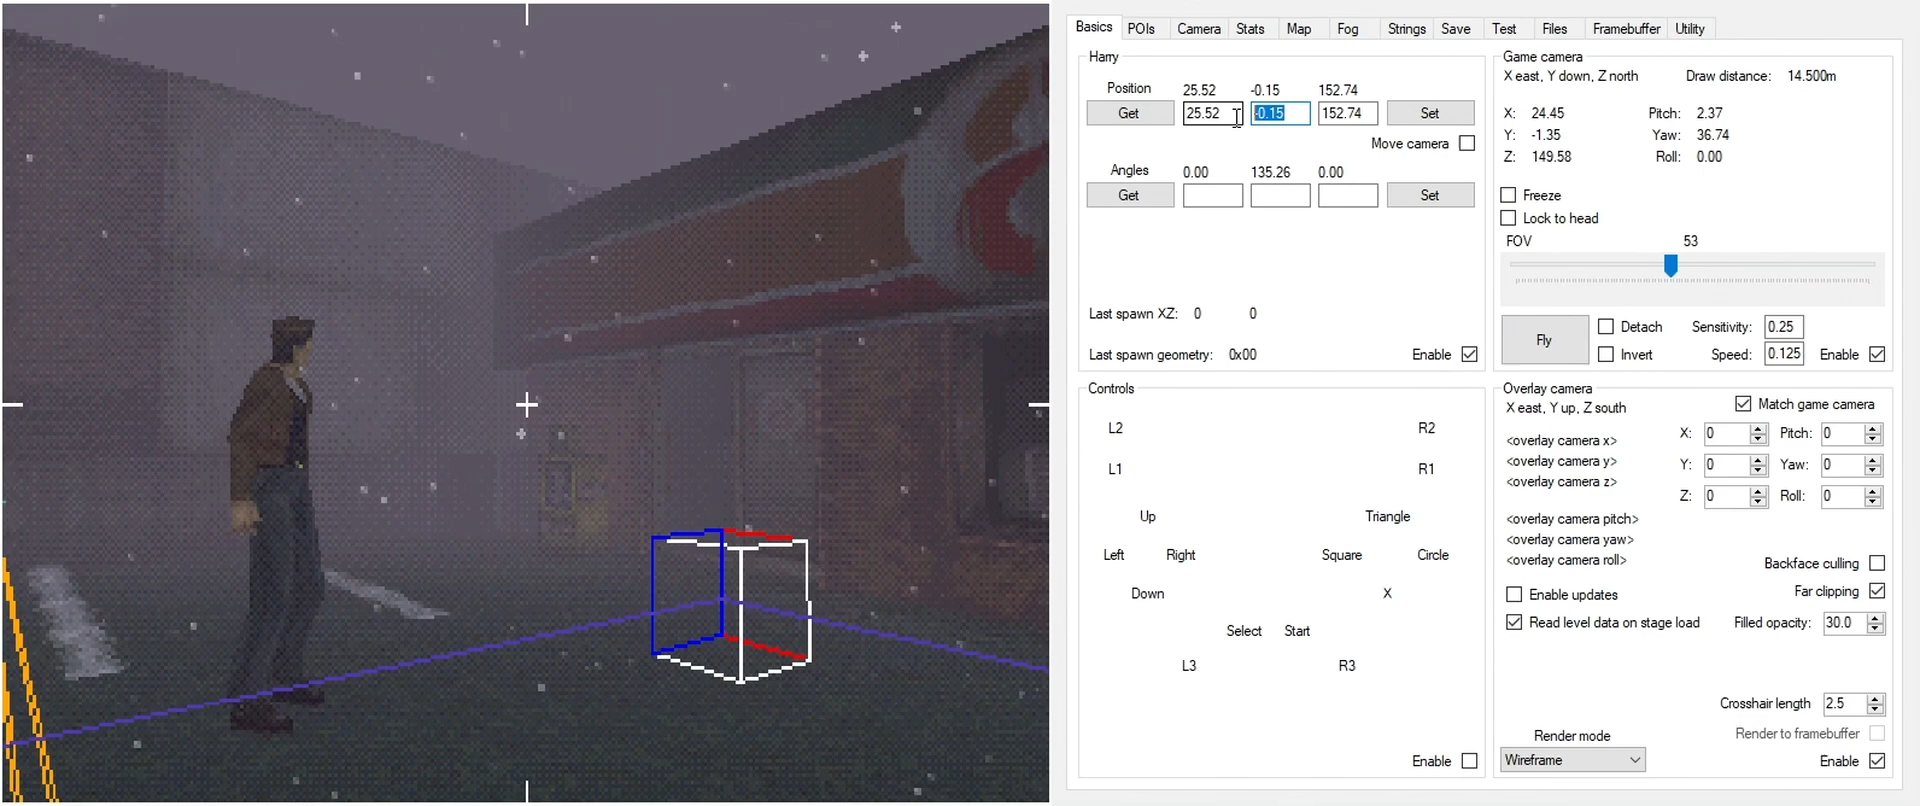 Basics POIs Camera Stats Map Fog Strings Save Test Files Framebuffer Utility
Harry
Position 25.52 -0.15 152.74
Get 25.52 -0.15 152.74 Set
Move camera
Angles 0.00 135.26 0.00
Get Set
Last spawn XZ: 0 0
Last spawn geometry: 0x00 Enable
Game camera
X east, Y down, Z north Draw distance: 14.500m
X: 24.45 Pitch: 2.37
Y: -1.35 Yaw: 36.74
Z: 149.58 Roll: 0.00
Freeze
Lock to head
FOV 53
Fly Detach Sensitivity: 0.25
Invert Speed: 0.125 Enable
Controls
L2 R2
L1 R1
Up Triangle
Left Right Square Circle
Down X
Select Start
L3 R3
Enable
Overlay camera
X east, Y up, Z south Match game camera
<overlay camera x> X: 0 Pitch: 0
<overlay camera y> Y: 0 Yaw: 0
<overlay camera z> Z: 0 Roll: 0
<overlay camera pitch>
<overlay camera yaw>
<overlay camera roll> Backface culling
Enable updates Far clipping
Read level data on stage load Filled opacity: 30.0
Crosshair length 2.5
Render mode Render to framebuffer
Wireframe Enable